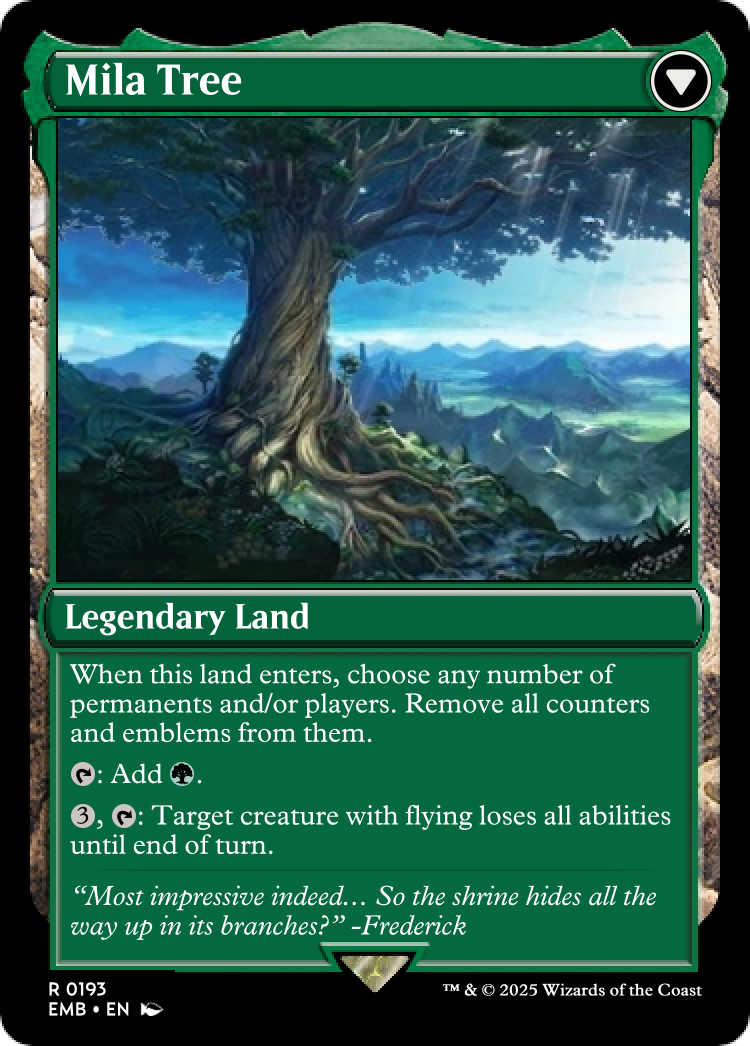 Mila Tree
Legendary Land
When this land enters, choose any number of
permanents and/or players. Remove all counters
and emblems from them.
: Add .
3, : Target creature with flying loses all abilities
until end of turn.
“Most impressive indeed… So the shrine hides all the
way up in its branches?” -Frederick
R 0193
EMB • EN
™ & © 2025 Wizards of the Coast